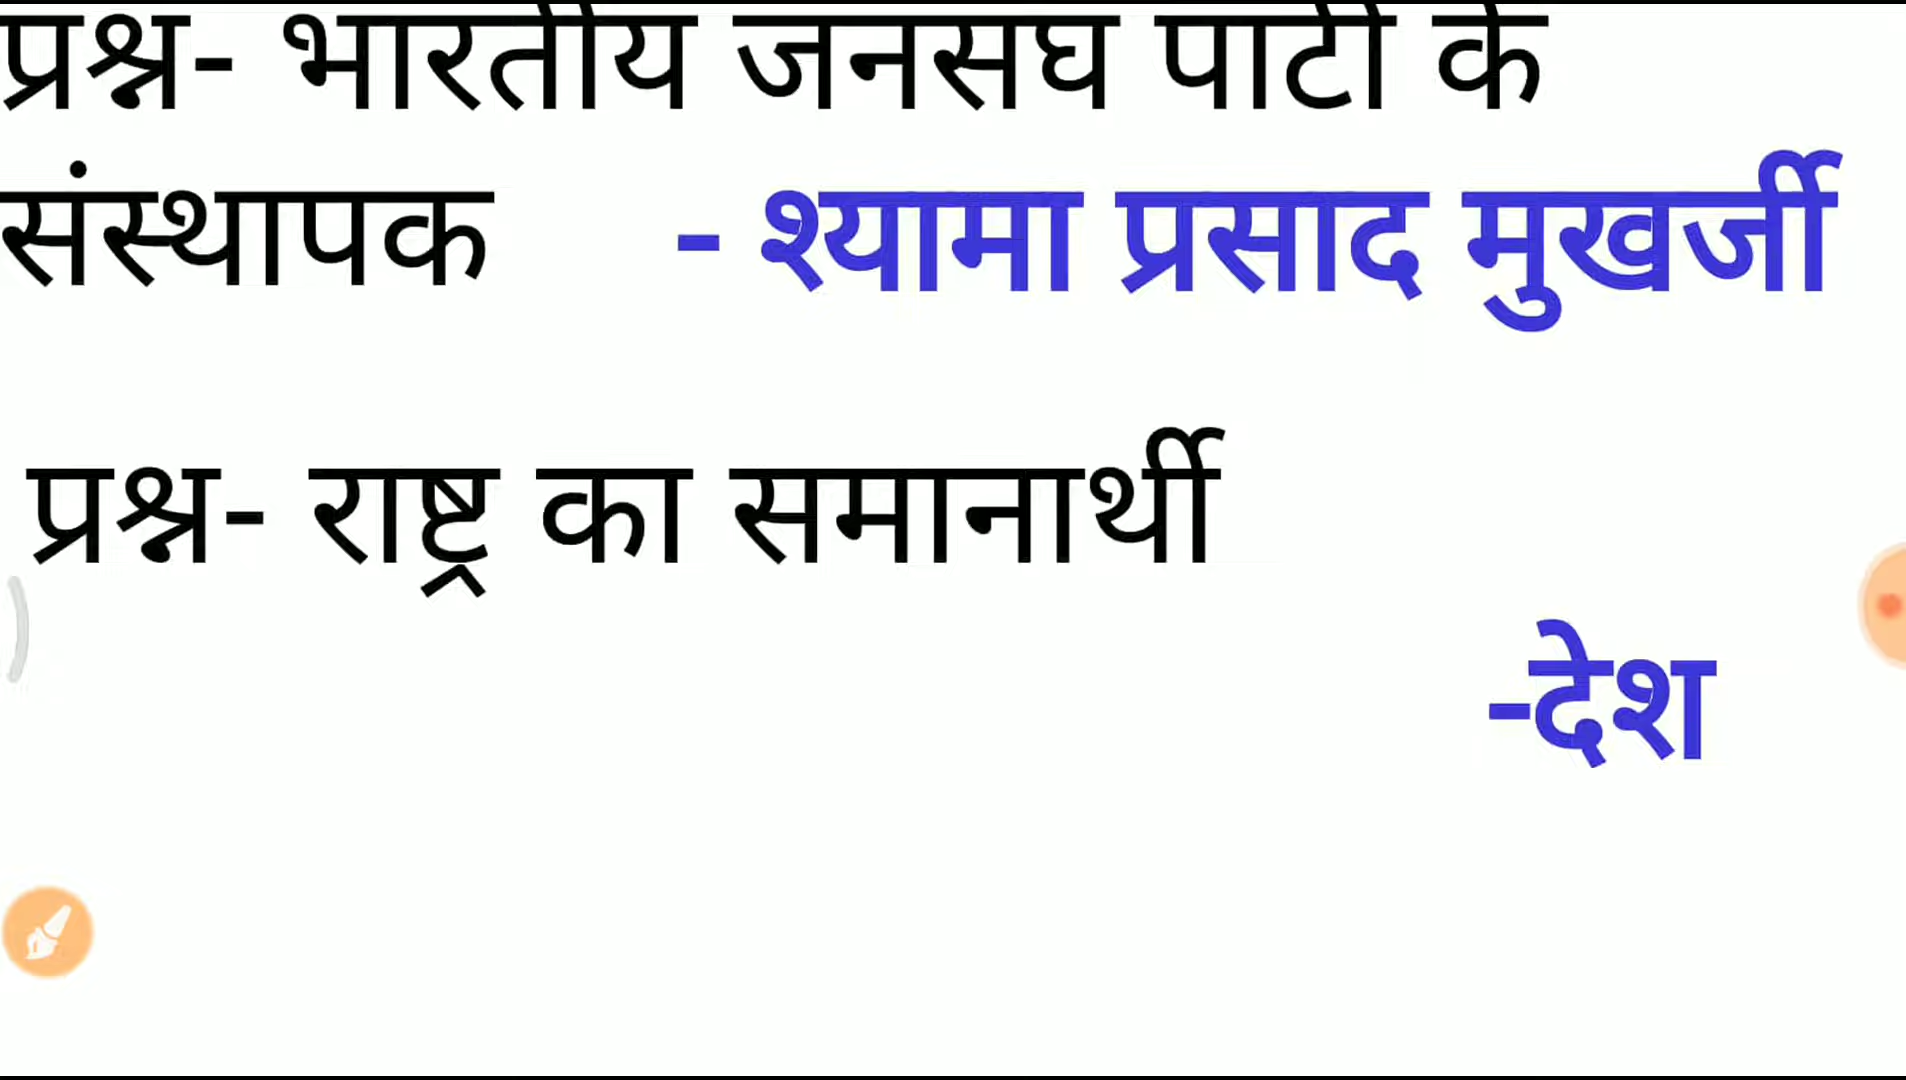 प्रश्न- भारतीय जनसंघ पार्टी के
संस्थापक - श्यामा प्रसाद मुखर्जी
प्रश्न- राष्ट्र का समानार्थी
-देश